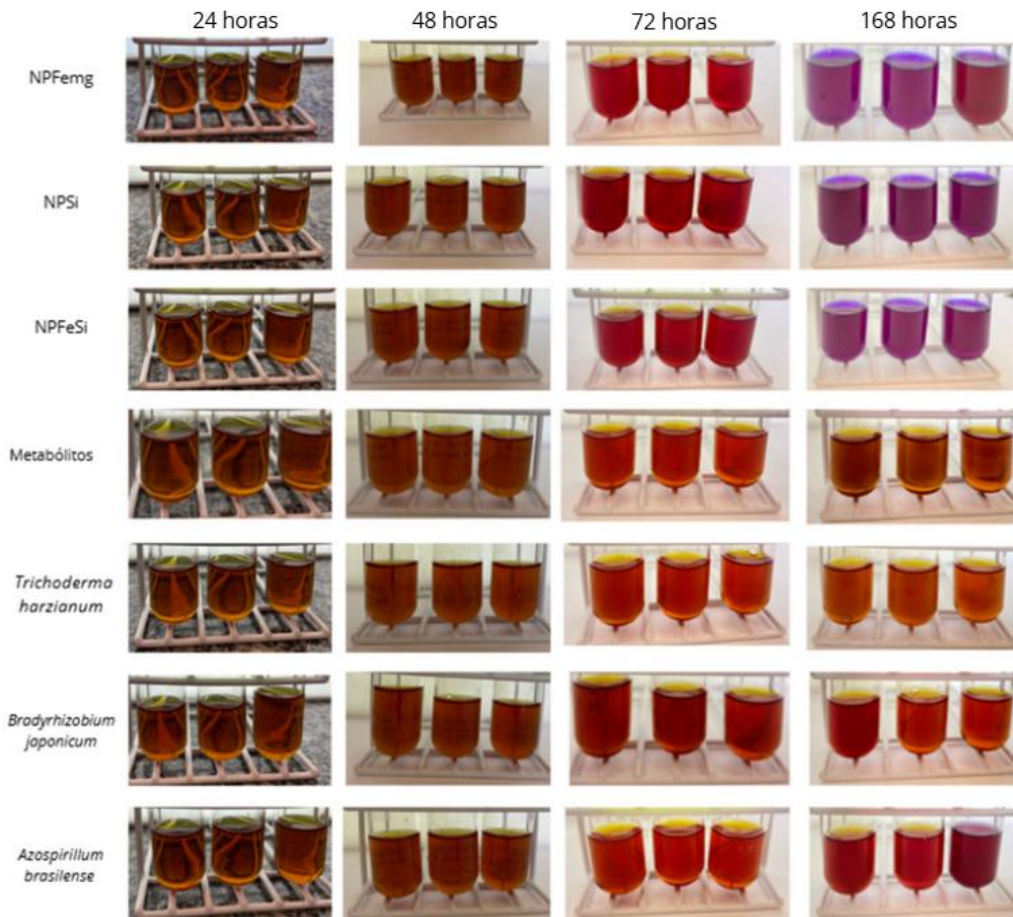 24 horas
48 horas
72 horas
168 horas
NPFemg
NPSi
NPFeSi
Metabólitos
Trichoderma
harzianum
Bradyrhizobium
japonicum
Azospirillum
brasilense